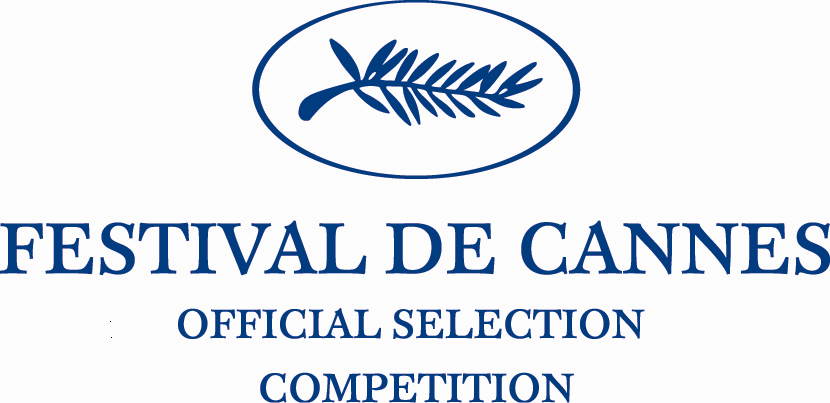 FESTIVAL DE CANNES
OFFICIAL SELECTION
COMPETITION